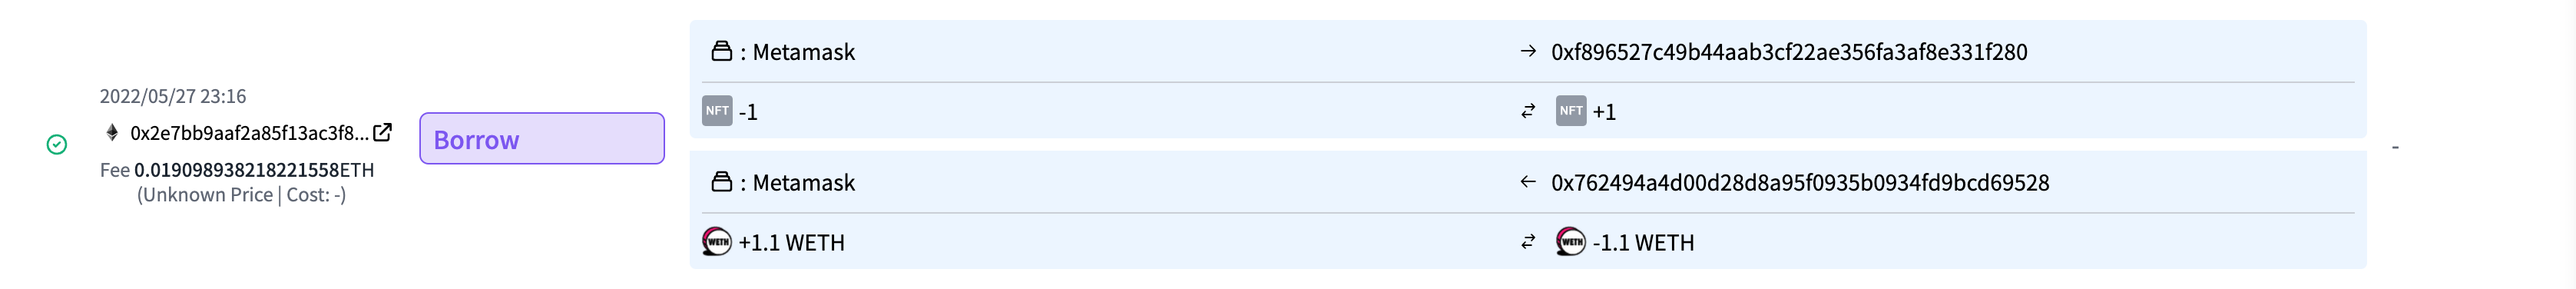 2022/05/27 23:16
0x2e7bb9aaf2a85f13ac3f8...
Fee 0.019098938218221558ETH
(Unknown Price | Cost: -)
Borrow
: Metamask → 0xf896527c49b44aab3cf22ae356fa3af8e331f280
NFT -1 ⇄ NFT +1
: Metamask ← 0x762494a4d00d28d8a95f0935b0934fd9bcd69528
WETH +1.1 WETH ⇄ WETH -1.1 WETH
-